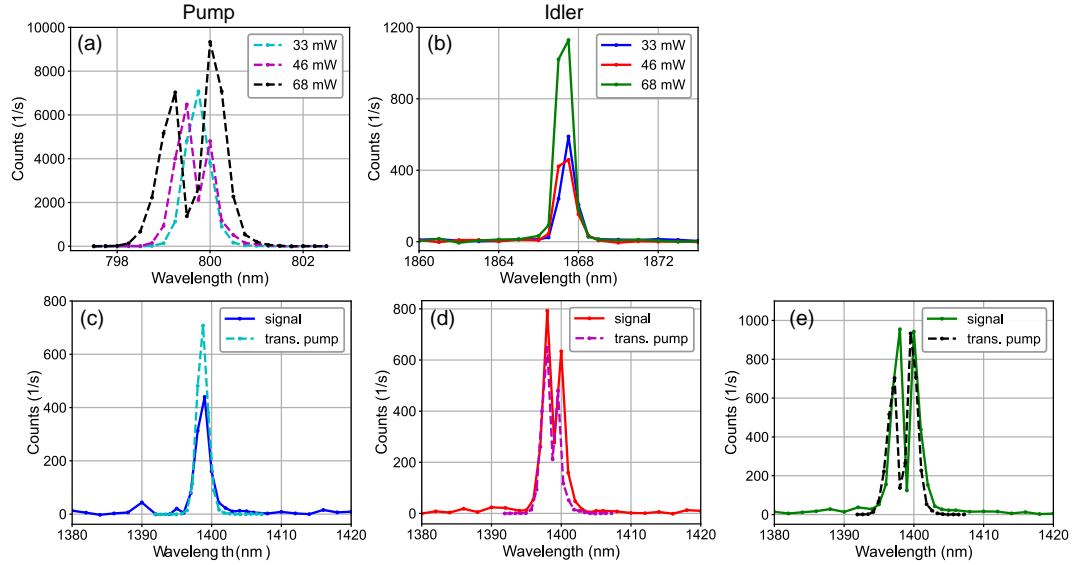 Pump
Idler
(a)
33 mW
46 mW
68 mW
10000
8000
6000
4000
2000
0
Counts (1/s)
798
800
802
Wavelength (nm)
(b)
33 mW
46 mW
68 mW
1200
800
400
0
Counts (1/s)
1860
1864
1868
1872
Wavelength (nm)
(c)
signal
trans. pump
800
600
400
200
0
Counts (1/s)
1380
1390
1400
1410
1420
Wavelength (nm)
(d)
signal
trans. pump
800
600
400
200
0
Counts (1/s)
1380
1390
1400
1410
1420
Wavelength (nm)
(e)
signal
trans. pump
1000
800
600
400
200
0
Counts (1/s)
1380
1390
1400
1410
1420
Wavelength (nm)